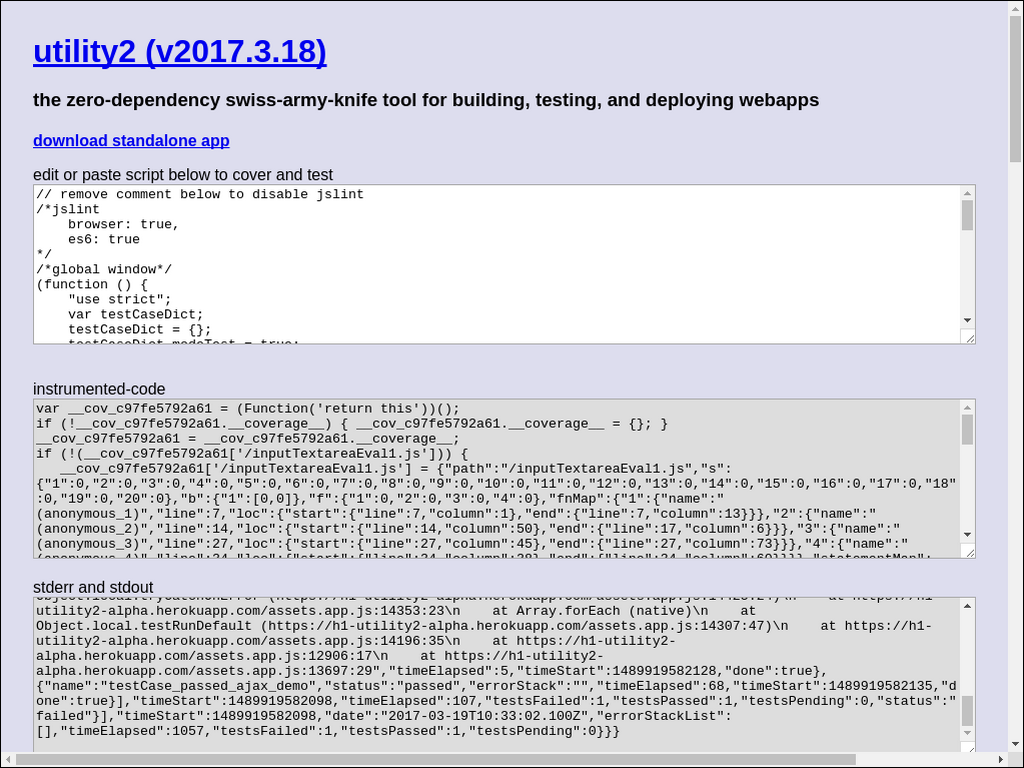 utility2 (v2017.3.18)
the zero-dependency swiss-army-knife tool for building, testing, and deploying webapps
download standalone app
edit or paste script below to cover and test
// remove comment below to disable jslint
/*jslint
    browser: true,
    es6: true
*/
/*global window*/
(function () {
    "use strict";
    var testCaseDict;
    testCaseDict = {};
    testCaseDict.modeTest = true;
instrumented-code
var __cov_c97fe5792a61 = (Function('return this'))();
if (!__cov_c97fe5792a61.__coverage__) { __cov_c97fe5792a61.__coverage__ = {}; }
__cov_c97fe5792a61 = __cov_c97fe5792a61.__coverage__;
if (!(__cov_c97fe5792a61['/inputTextareaEval1.js'])) {
   __cov_c97fe5792a61['/inputTextareaEval1.js'] = {"path":"/inputTextareaEval1.js","s":
{"1":0,"2":0,"3":0,"4":0,"5":0,"6":0,"7":0,"8":0,"9":0,"10":0,"11":0,"12":0,"13":0,"14":0,"15":0,"16":0,"17":0,"18"
:0,"19":0,"20":0},"b":{"1":[0,0]},"f":{"1":0,"2":0,"3":0,"4":0},"fnMap":{"1":{"name":"
(anonymous_1)","line":7,"loc":{"start":{"line":7,"column":1},"end":{"line":7,"column":13}}},"2":{"name":"
(anonymous_2)","line":14,"loc":{"start":{"line":14,"column":50},"end":{"line":17,"column":6}}},"3":{"name":"
(anonymous_3)","line":27,"loc":{"start":{"line":27,"column":45},"end":{"line":27,"column":73}}},"4":{"name":"
stderr and stdout
utility2-alpha.herokuapp.com/assets.app.js:14353:23\n    at Array.forEach (native)\n    at
Object.local.testRunDefault (https://h1-utility2-alpha.herokuapp.com/assets.app.js:14307:47)\n    at https://h1-
utility2-alpha.herokuapp.com/assets.app.js:14196:35\n    at https://h1-utility2-
alpha.herokuapp.com/assets.app.js:12906:17\n    at https://h1-utility2-
alpha.herokuapp.com/assets.app.js:13697:29","timeElapsed":5,"timeStart":1489919582128,"done":true},
{"name":"testCase_passed_ajax_demo","status":"passed","errorStack":"","timeElapsed":68,"timeStart":1489919582135,"d
one":true}],"timeStart":1489919582098,"timeElapsed":107,"testsFailed":1,"testsPassed":1,"testsPending":0,"status":"
failed"}],"timeStart":1489919582098,"date":"2017-03-19T10:33:02.100Z","errorStackList":
[],"timeElapsed":1057,"testsFailed":1,"testsPassed":1,"testsPending":0}}}